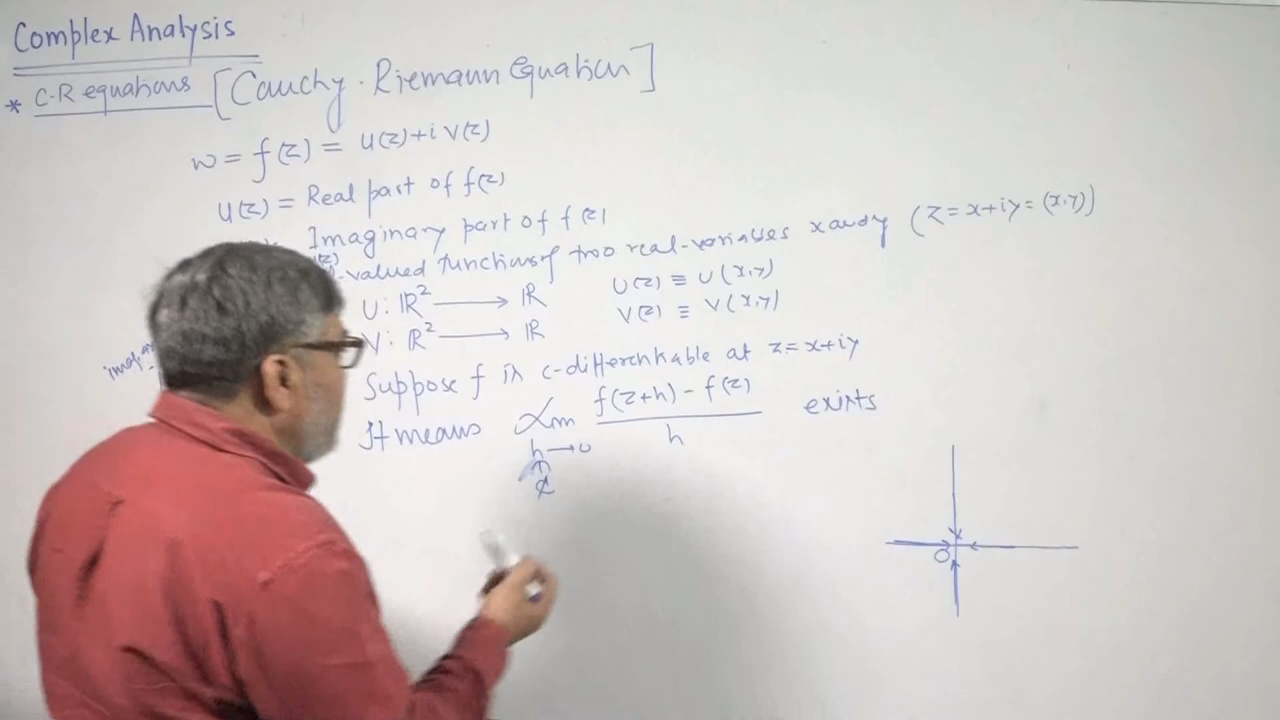 Complex Analysis
* C-R equations [Cauchy-Riemann Equation]
w = f(z) = u(z)+i v(z)
u(z) = Real part of f(z)
Imaginary part of f(z)
-valued functions of two real-variables x and y (z=x+iy=(x,y))
U: ℝ² ⟶ ℝ U(z) ≡ U(x,y)
V: ℝ² ⟶ ℝ V(z) ≡ V(x,y)
Suppose f is c-differentiable at z=x+iy
It means Lim f(z+h) - f(z) / h exists
h→0
↑
¢
O